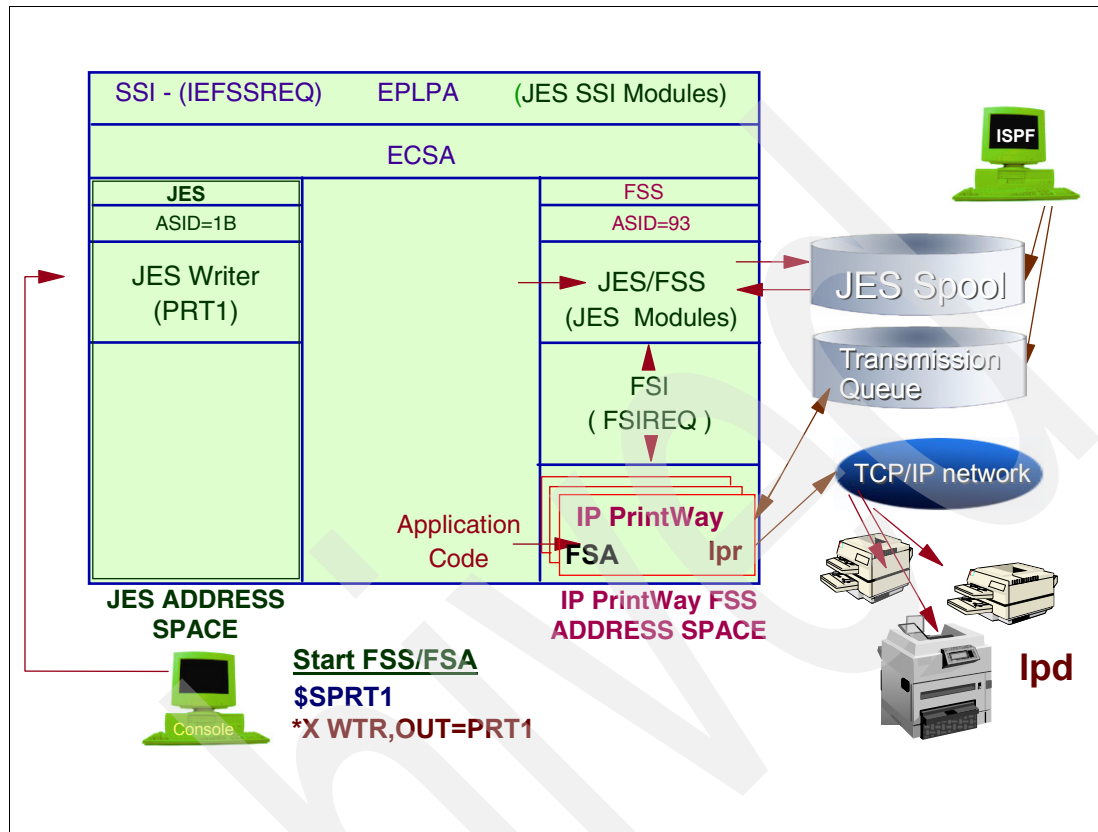 SSI - (IEFSSREQ) EPLPA (JES SSI Modules)
ECSA
JES
ASID=1B
JES Writer
(PRT1)
FSS
ASID=93
JES/FSS
(JES Modules)
FSI
( FSIREQ )
Application
Code
IP PrintWay
FSA lpr
JES ADDRESS
SPACE
IP PrintWay FSS
ADDRESS SPACE
ISPF
JES Spool
Transmission
Queue
TCP/IP network
lpd
Console
Start FSS/FSA
$SPRT1
*X WTR,OUT=PRT1